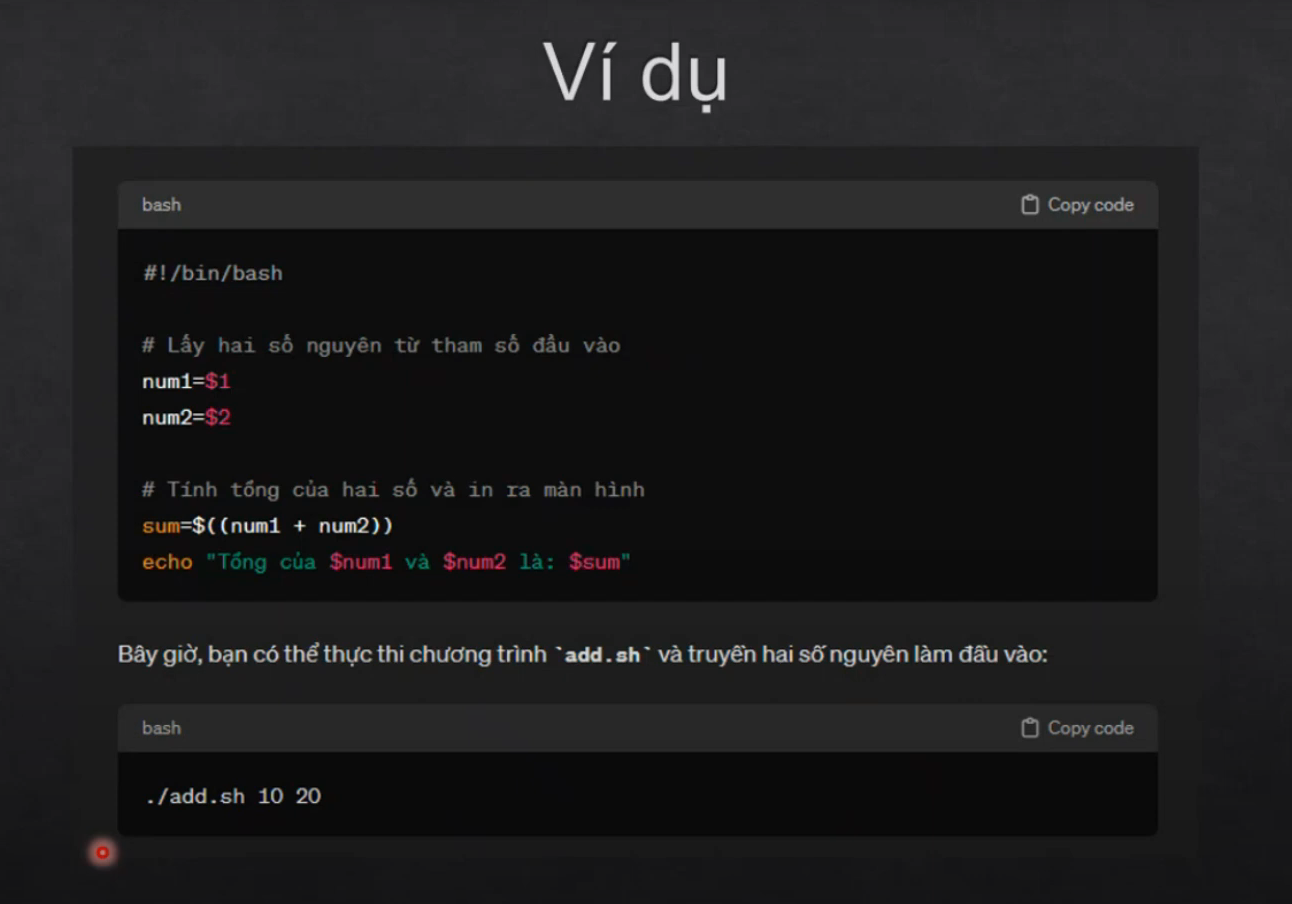 Ví dụ
bash
Copy code
#!/bin/bash
# Lấy hai số nguyên từ tham số đầu vào
num1=$1
num2=$2
# Tính tổng của hai số và in ra màn hình
sum=$((num1 + num2))
echo "Tổng của $num1 và $num2 là: $sum"
Bây giờ, bạn có thể thực thi chương trình `add.sh` và truyền hai số nguyên làm đầu vào:
bash
Copy code
./add.sh 10 20